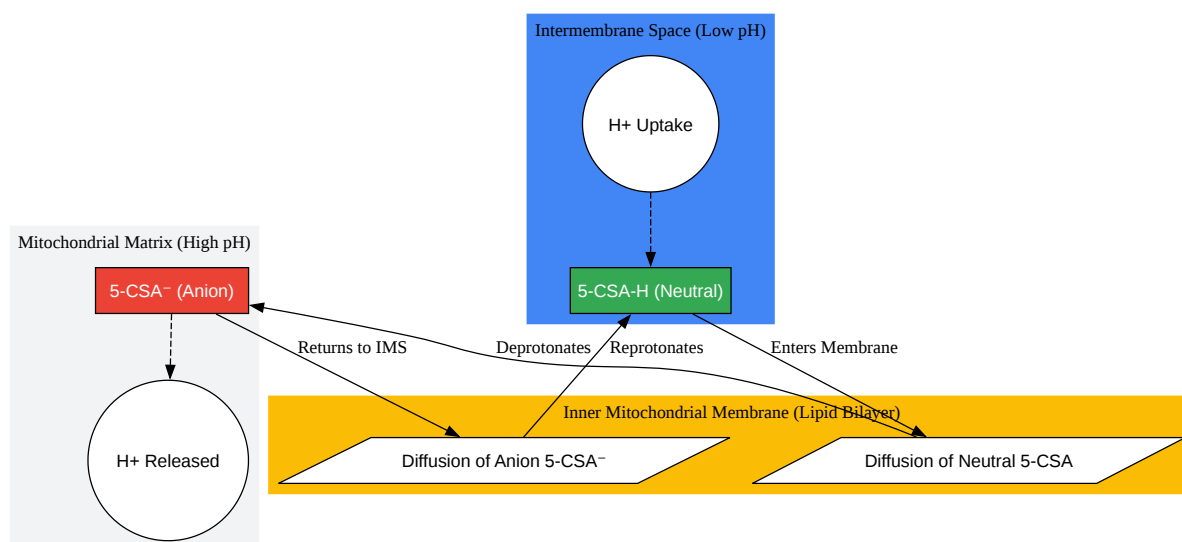 Intermembrane Space (Low pH)
H+ Uptake
Mitochondrial Matrix (High pH)
5-CSA⁻ (Anion)
5-CSA-H (Neutral)
Returns to IMS
Deprotonates
Reprotonates
Enters Membrane
Inner Mitochondrial Membrane (Lipid Bilayer)
H+ Released
Diffusion of Anion 5-CSA⁻
Diffusion of Neutral 5-CSA